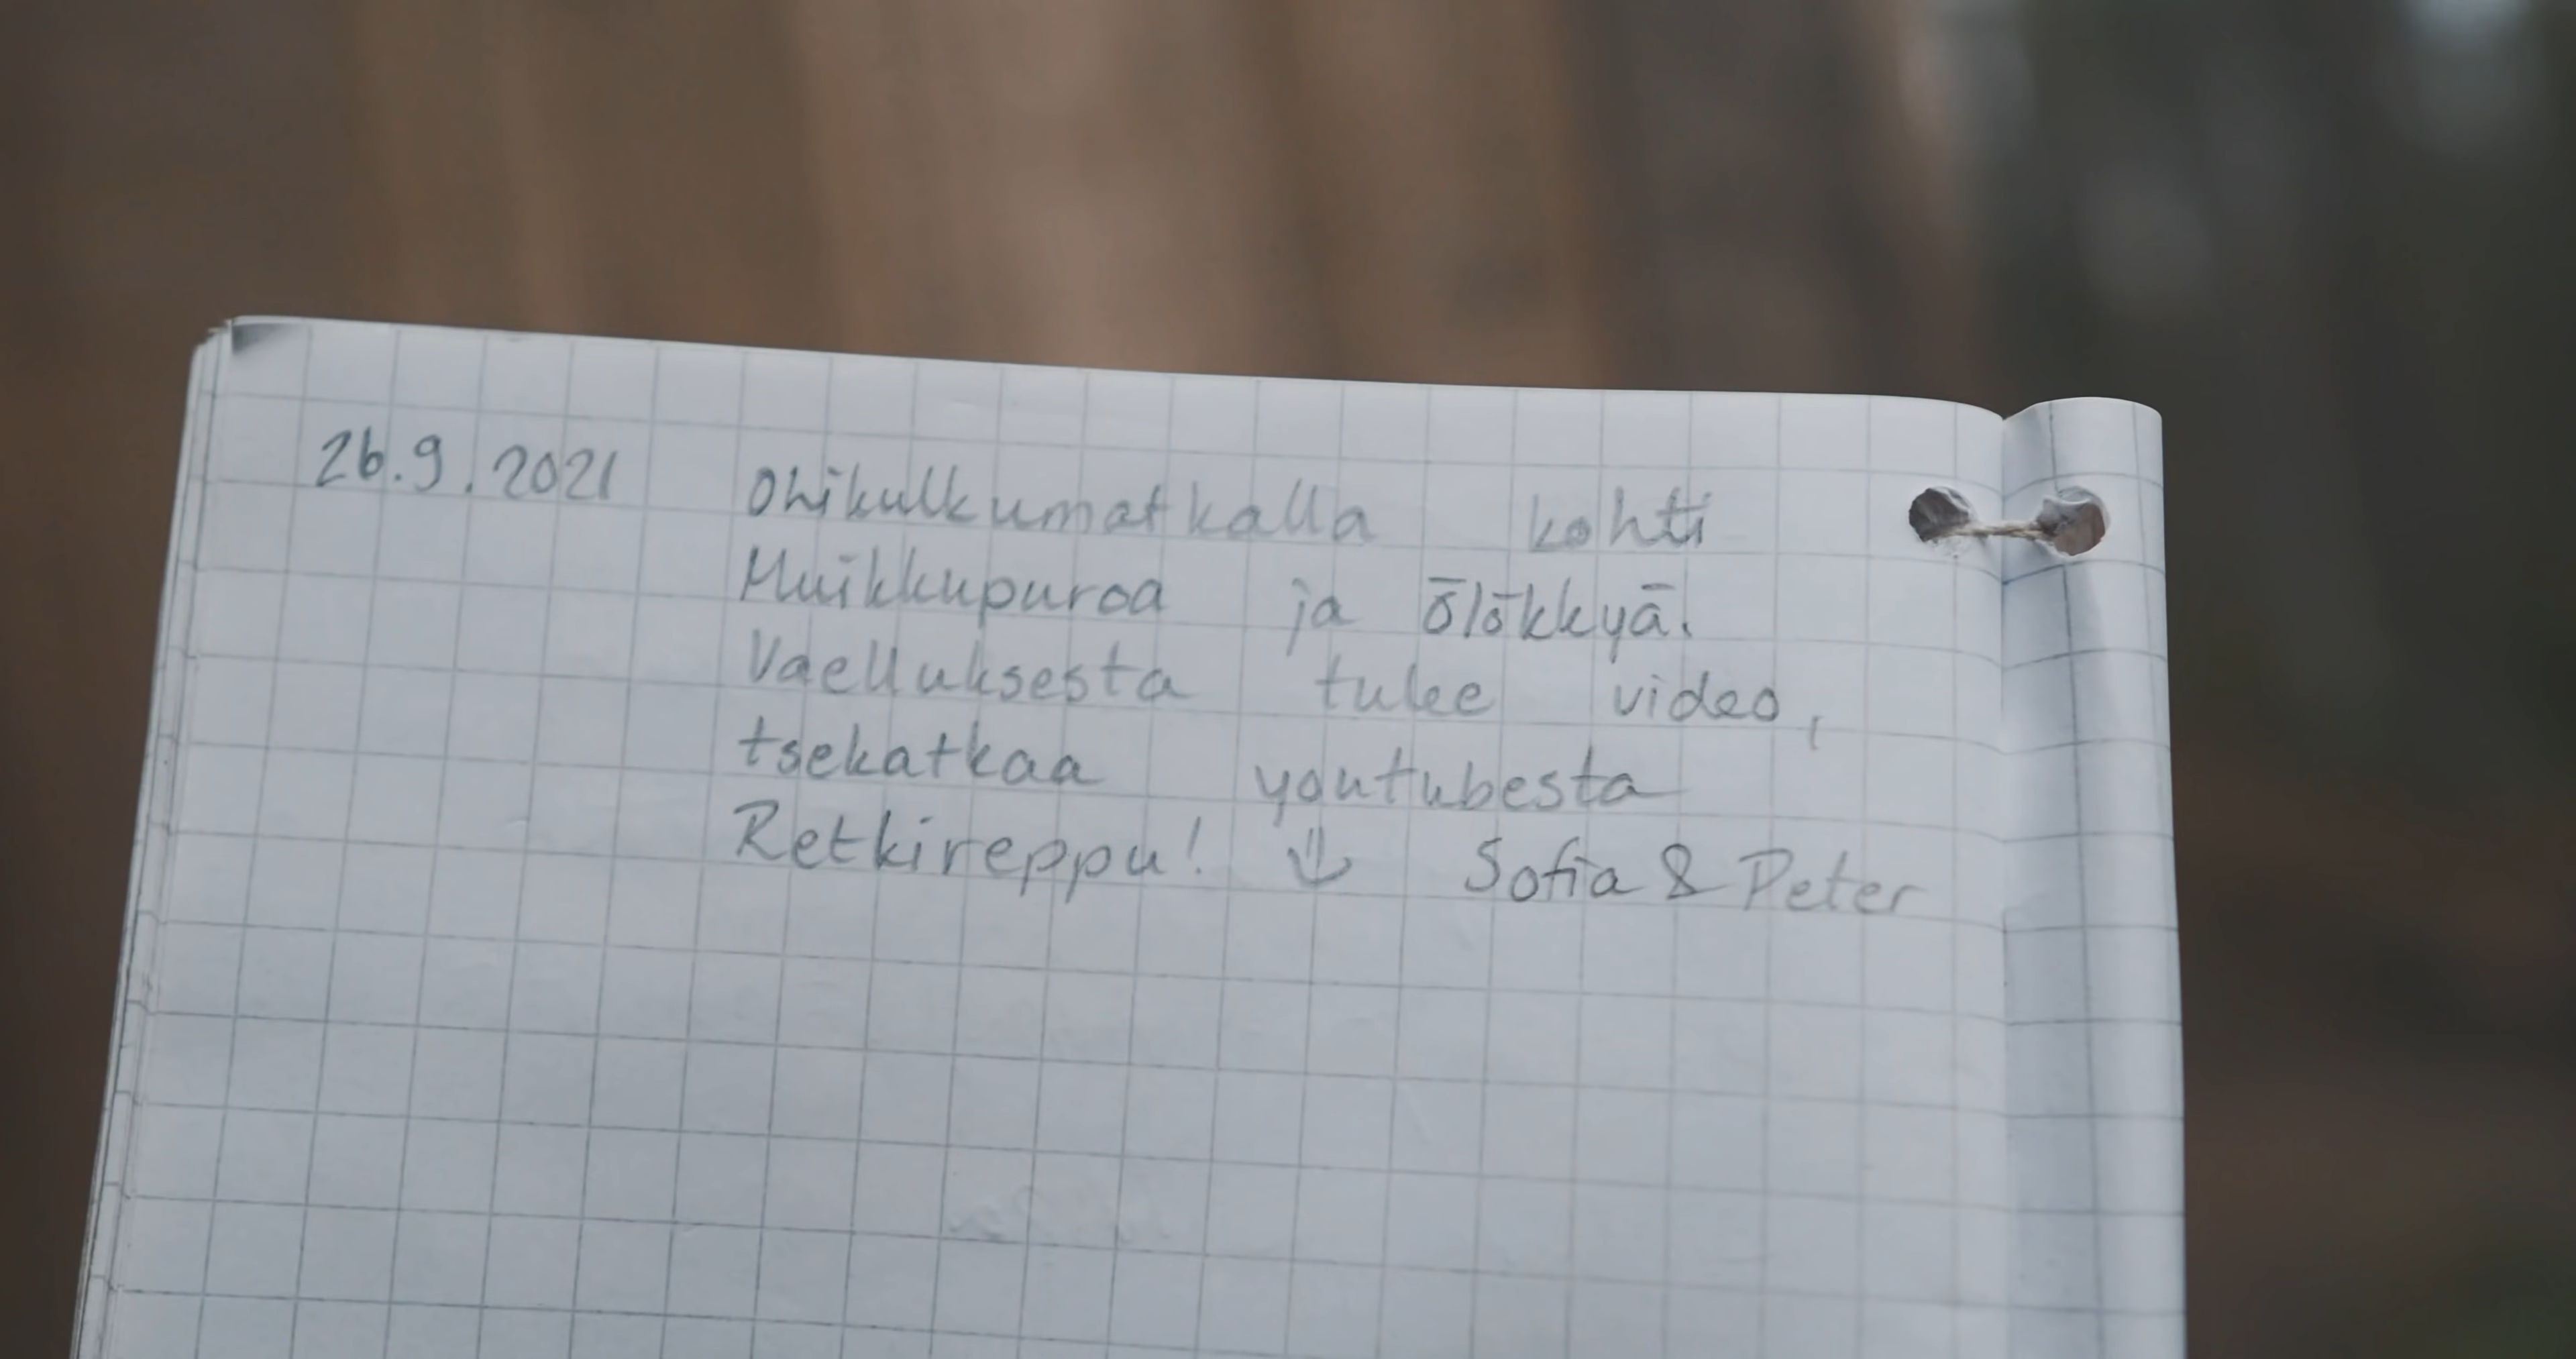 26.9.2021 Ohikulkumatkalla kohti
Muikkupuroa ja Ölökkyä.
Vaelluksesta tulee video,
tsekatkaa youtubesta
Retkireppu! ↓ Sofia & Peter